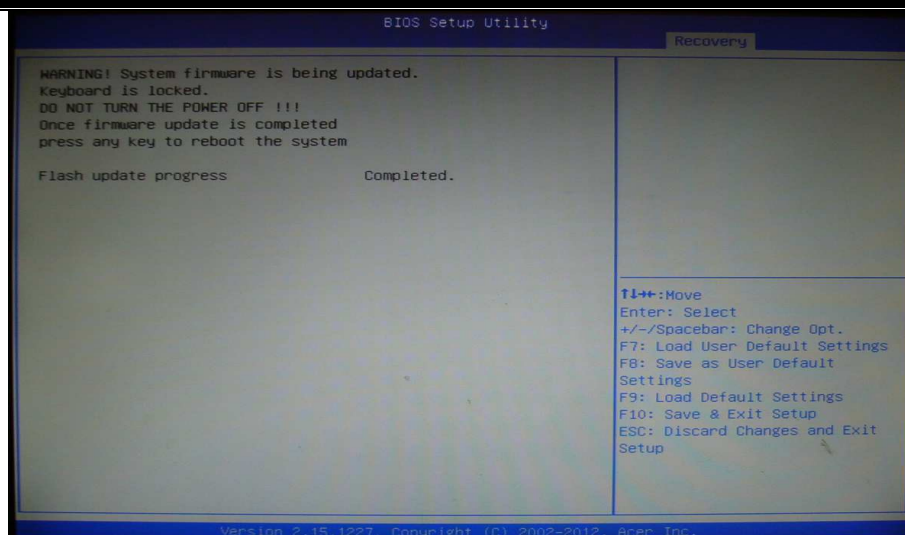 BIOS Setup Utility
Recovery
WARNING! System firmware is being updated.
Keyboard is locked.
DO NOT TURN THE POWER OFF !!!
Once firmware update is completed
press any key to reboot the system
Flash update progress Completed.
↑↓→←:Move
Enter: Select
+/-/Spacebar: Change Opt.
F7: Load User Default Settings
F8: Save as User Default
Settings
F9: Load Default Settings
F10: Save & Exit Setup
ESC: Discard Changes and Exit
Setup
Version 2.15.1227. Copyright (C) 2002-2012 Acer Inc.